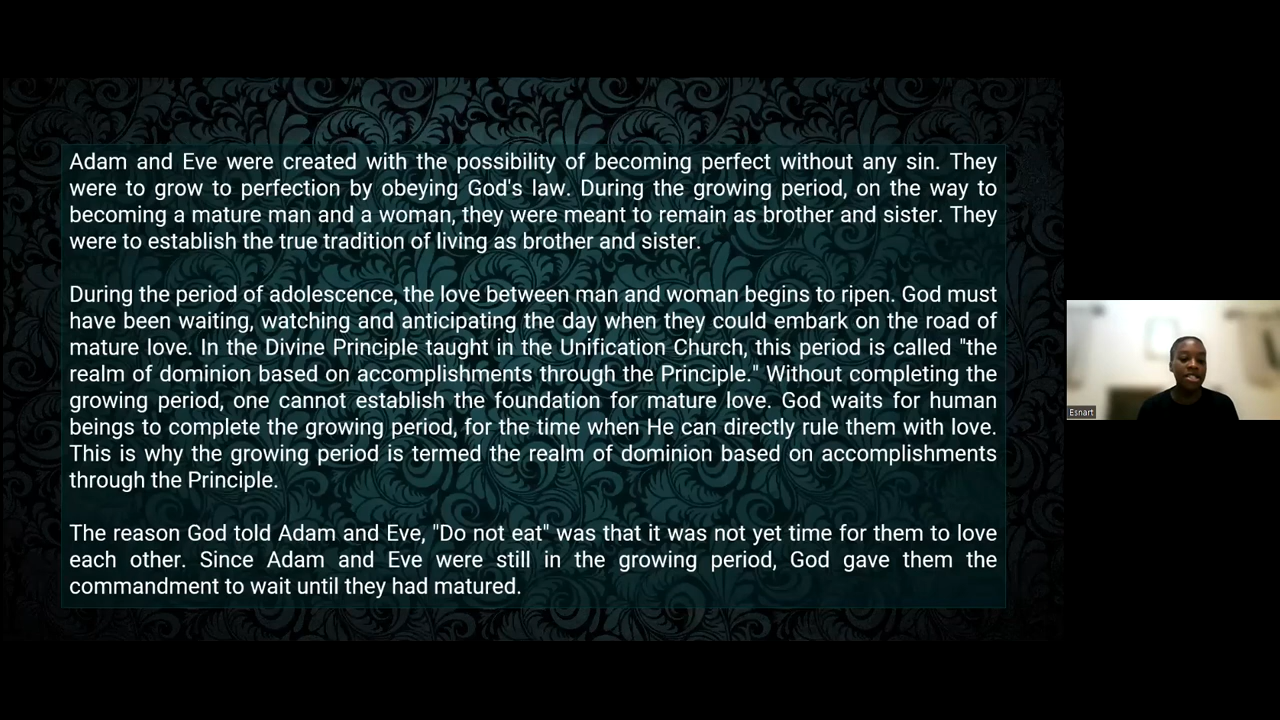 Adam and Eve were created with the possibility of becoming perfect without any sin. They
were to grow to perfection by obeying God's law. During the growing period, on the way to
becoming a mature man and a woman, they were meant to remain as brother and sister. They
were to establish the true tradition of living as brother and sister.
During the period of adolescence, the love between man and woman begins to ripen. God must
have been waiting, watching and anticipating the day when they could embark on the road of
mature love. In the Divine Principle taught in the Unification Church, this period is called "the
realm of dominion based on accomplishments through the Principle." Without completing the
growing period, one cannot establish the foundation for mature love. God waits for human
beings to complete the growing period, for the time when He can directly rule them with love.
This is why the growing period is termed the realm of dominion based on accomplishments
through the Principle.
The reason God told Adam and Eve, "Do not eat" was that it was not yet time for them to love
each other. Since Adam and Eve were still in the growing period, God gave them the
commandment to wait until they had matured.
Esnart